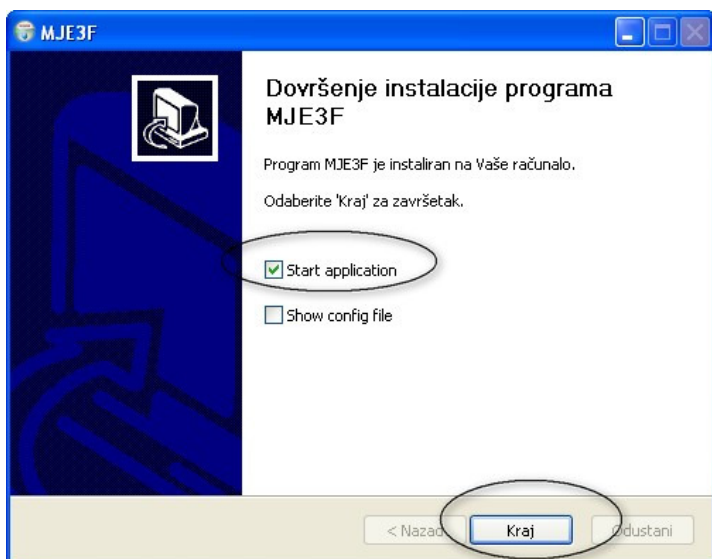 MJE3F
Dovršenje instalacije programa
MJE3F
Program MJE3F je instaliran na Vaše računalo.
Odaberite 'Kraj' za završetak.
Start application
Show config file
< Nazad
Kraj
Odustani